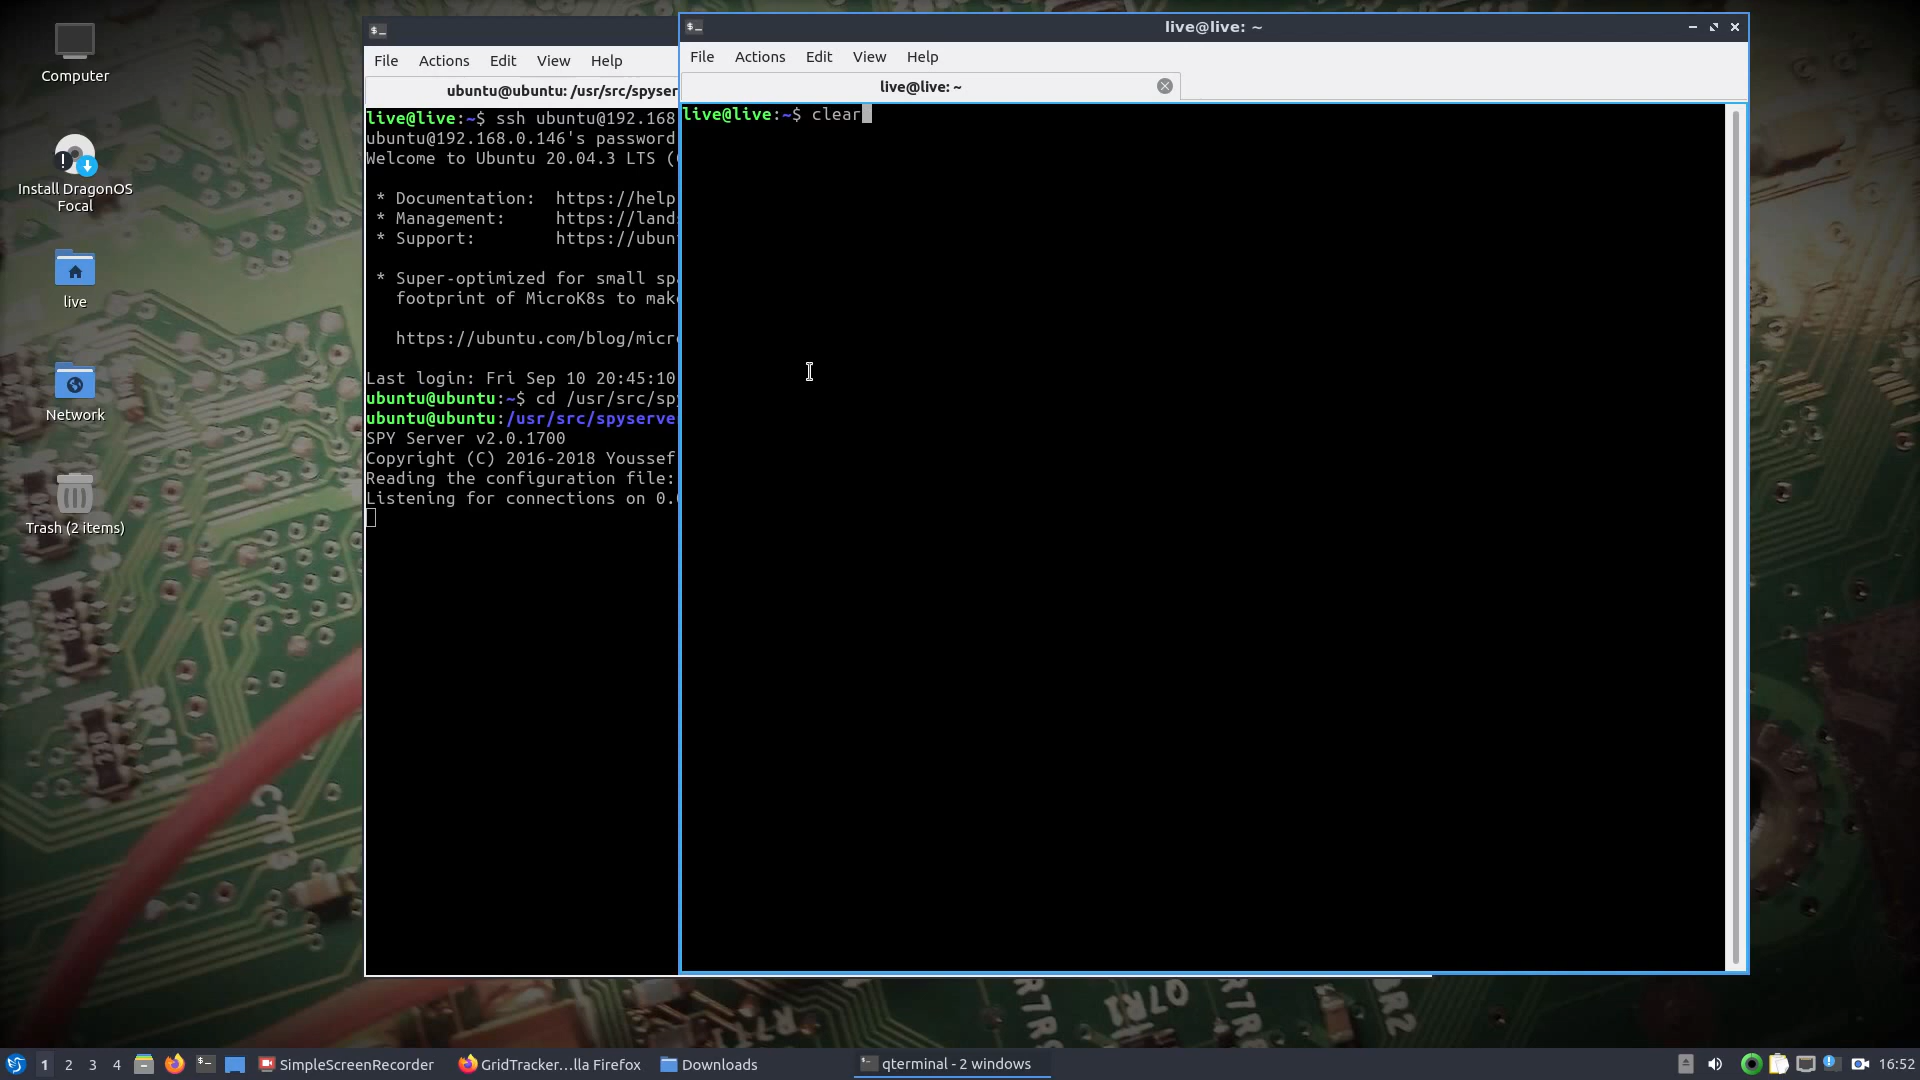 Computer
Install DragonOS
Focal
live
Network
Trash (2 items)
File Actions Edit View Help
ubuntu@ubuntu: /usr/src/spyser
live@live:~$ ssh ubuntu@192.168
ubuntu@192.168.0.146's password
Welcome to Ubuntu 20.04.3 LTS (
* Documentation: https://help
* Management: https://land
* Support: https://ubun
* Super-optimized for small sp
footprint of MicroK8s to mak
https://ubuntu.com/blog/micr
Last login: Fri Sep 10 20:45:10
ubuntu@ubuntu:~$ cd /usr/src/sp
ubuntu@ubuntu:/usr/src/spyserve
SPY Server v2.0.1700
Copyright (C) 2016-2018 Youssef
Reading the configuration file:
Listening for connections on 0.
live@live: ~
File Actions Edit View Help
live@live: ~
live@live:~$ clear
1 2 3 4 SimpleScreenRecorder GridTracker...lla Firefox Downloads qterminal - 2 windows 16:52